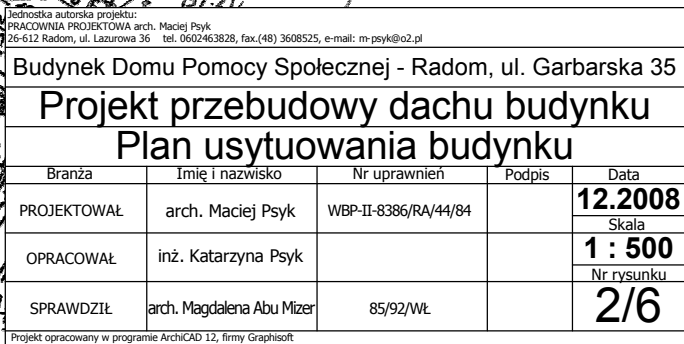 Jednostka autorska projektu:
PRACOWNIA PROJEKTOWA arch. Maciej Psyk
26-612 Radom, ul. Lazurowa 36 tel. 0602463828, fax.(48) 3608525, e-mail: m-psyk@o2.pl
Budynek Domu Pomocy Społecznej - Radom, ul. Garbarska 35
Projekt przebudowy dachu budynku
Plan usytuowania budynku
Branża Imię i nazwisko Nr uprawnień Podpis Data
PROJEKTOWAŁ arch. Maciej Psyk WBP-II-8386/RA/44/84 12.2008
Skala
OPRACOWAŁ inż. Katarzyna Psyk 1 : 500
Nr rysunku
SPRAWDZIŁ arch. Magdalena Abu Mizer 85/92/WŁ 2/6
Projekt opracowany w programie ArchiCAD 12, firmy Graphisoft